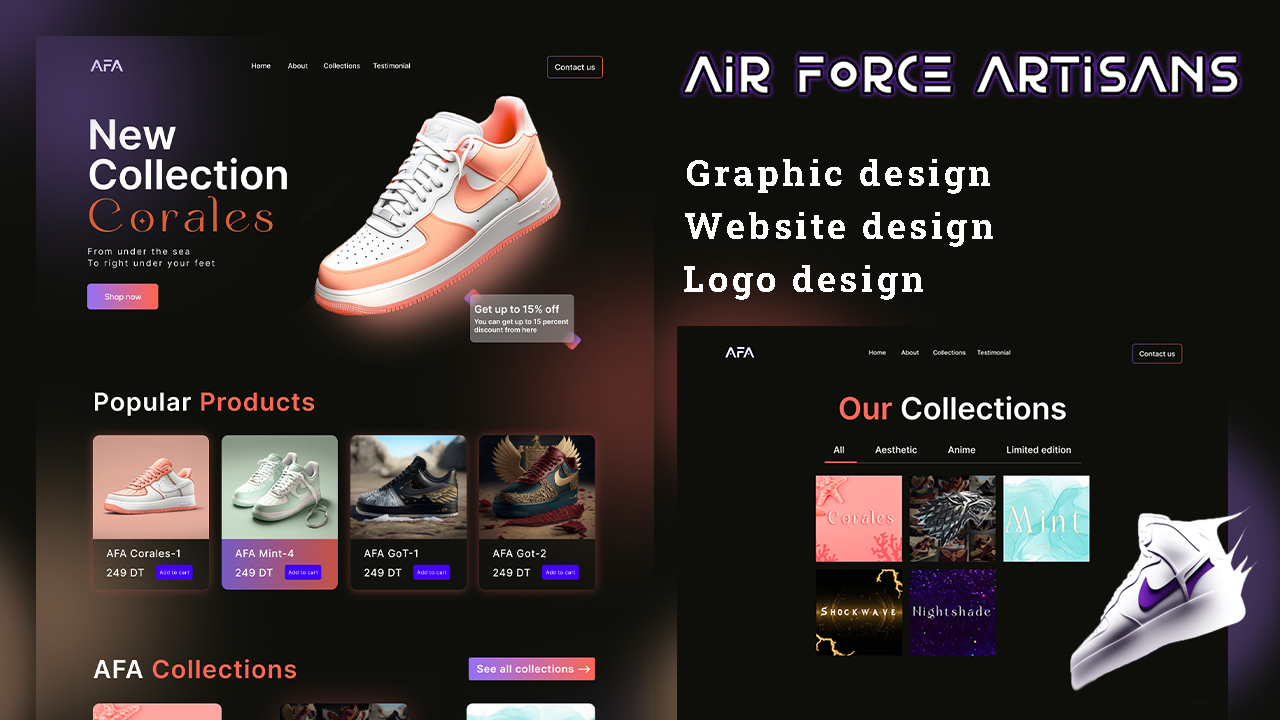 AFA
Home About Collections Testimonial
Contact us
New
Collection
Corales
From under the sea
To right under your feet
Shop now
Get up to 15% off
You can get up to 15 percent
discount from here
Popular Products
AFA Corales-1
249 DT Add to cart
AFA Mint-4
249 DT Add to cart
AFA GoT-1
249 DT Add to cart
AFA Got-2
249 DT Add to cart
AFA Collections
See all collections →
AiR FoRCE ARTiSANS
Graphic design
Website design
Logo design
AFA
Home About Collections Testimonial
Contact us
Our Collections
All Aesthetic Anime Limited edition
Corales
Mint
SHOCKWAVE
Nightshade